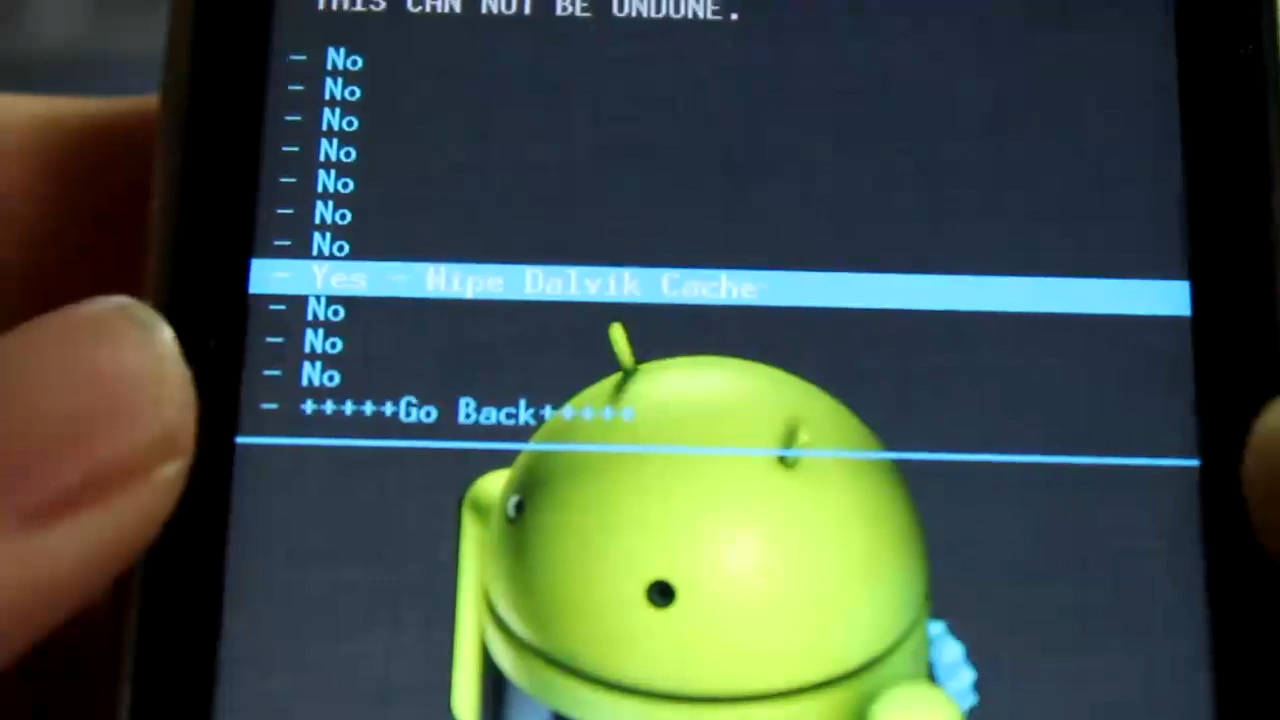 THIS CAN NOT BE UNDONE.
- No
- No
- No
- No
- No
- No
- No
- Yes - Wipe Dalvik Cache
- No
- No
- No
- +++++Go Back+++++